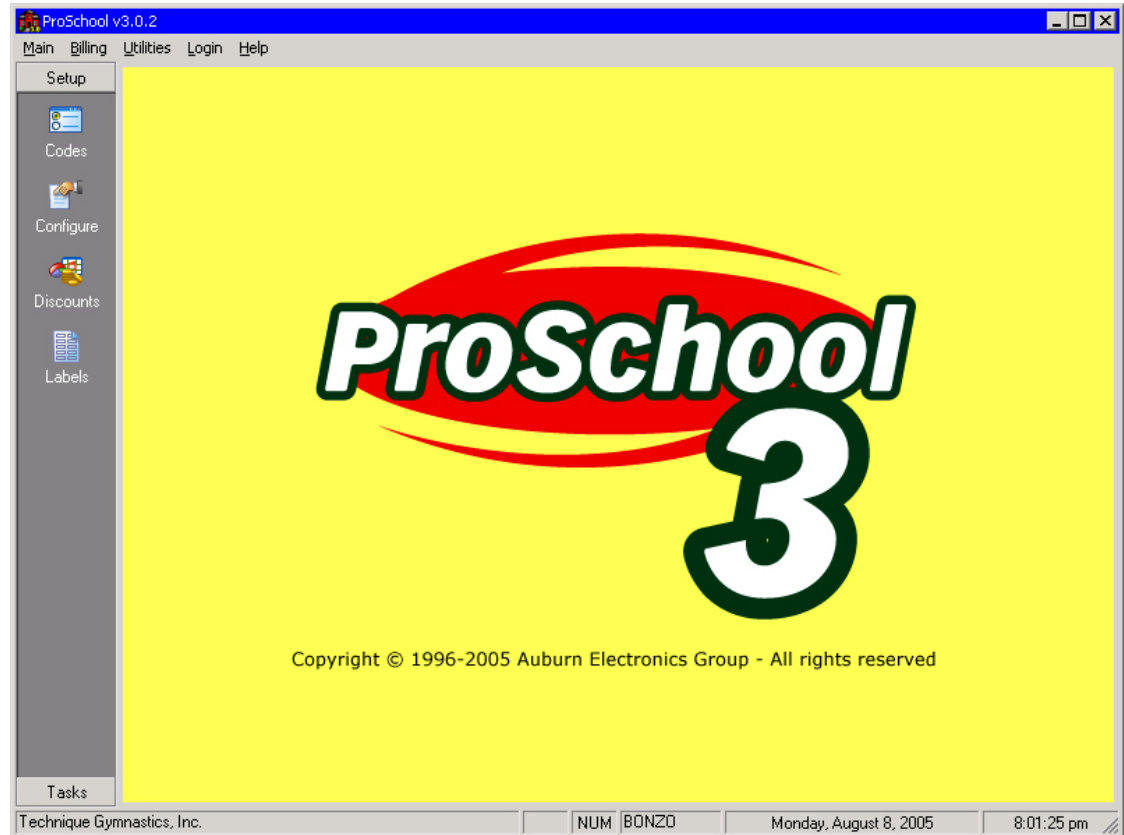 ProSchool v3.0.2
Main Billing Utilities Login Help
Setup
Codes
Configure
Discounts
Labels
Tasks
ProSchool
3
Copyright © 1996-2005 Auburn Electronics Group - All rights reserved
Technique Gymnastics, Inc. NUM BONZO Monday, August 8, 2005 8:01:25 pm